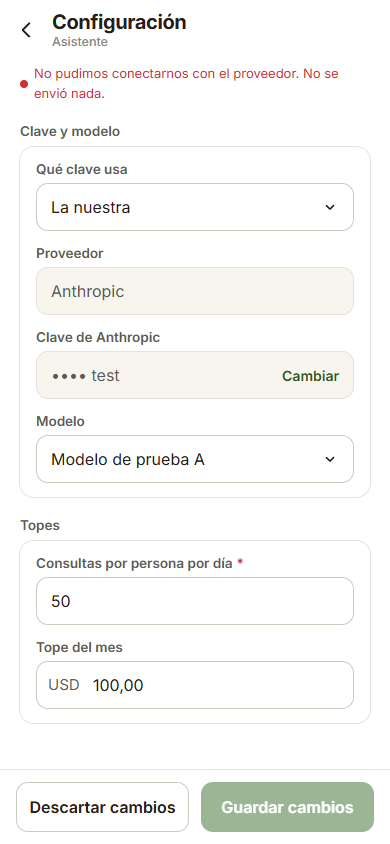 Configuración
Asistente
No pudimos conectarnos con el proveedor. No se
envió nada.
Clave y modelo
Qué clave usa
La nuestra
Proveedor
Anthropic
Clave de Anthropic
•••• test
Cambiar
Modelo
Modelo de prueba A
Topes
Consultas por persona por día *
50
Tope del mes
USD 100,00
Descartar cambios
Guardar cambios